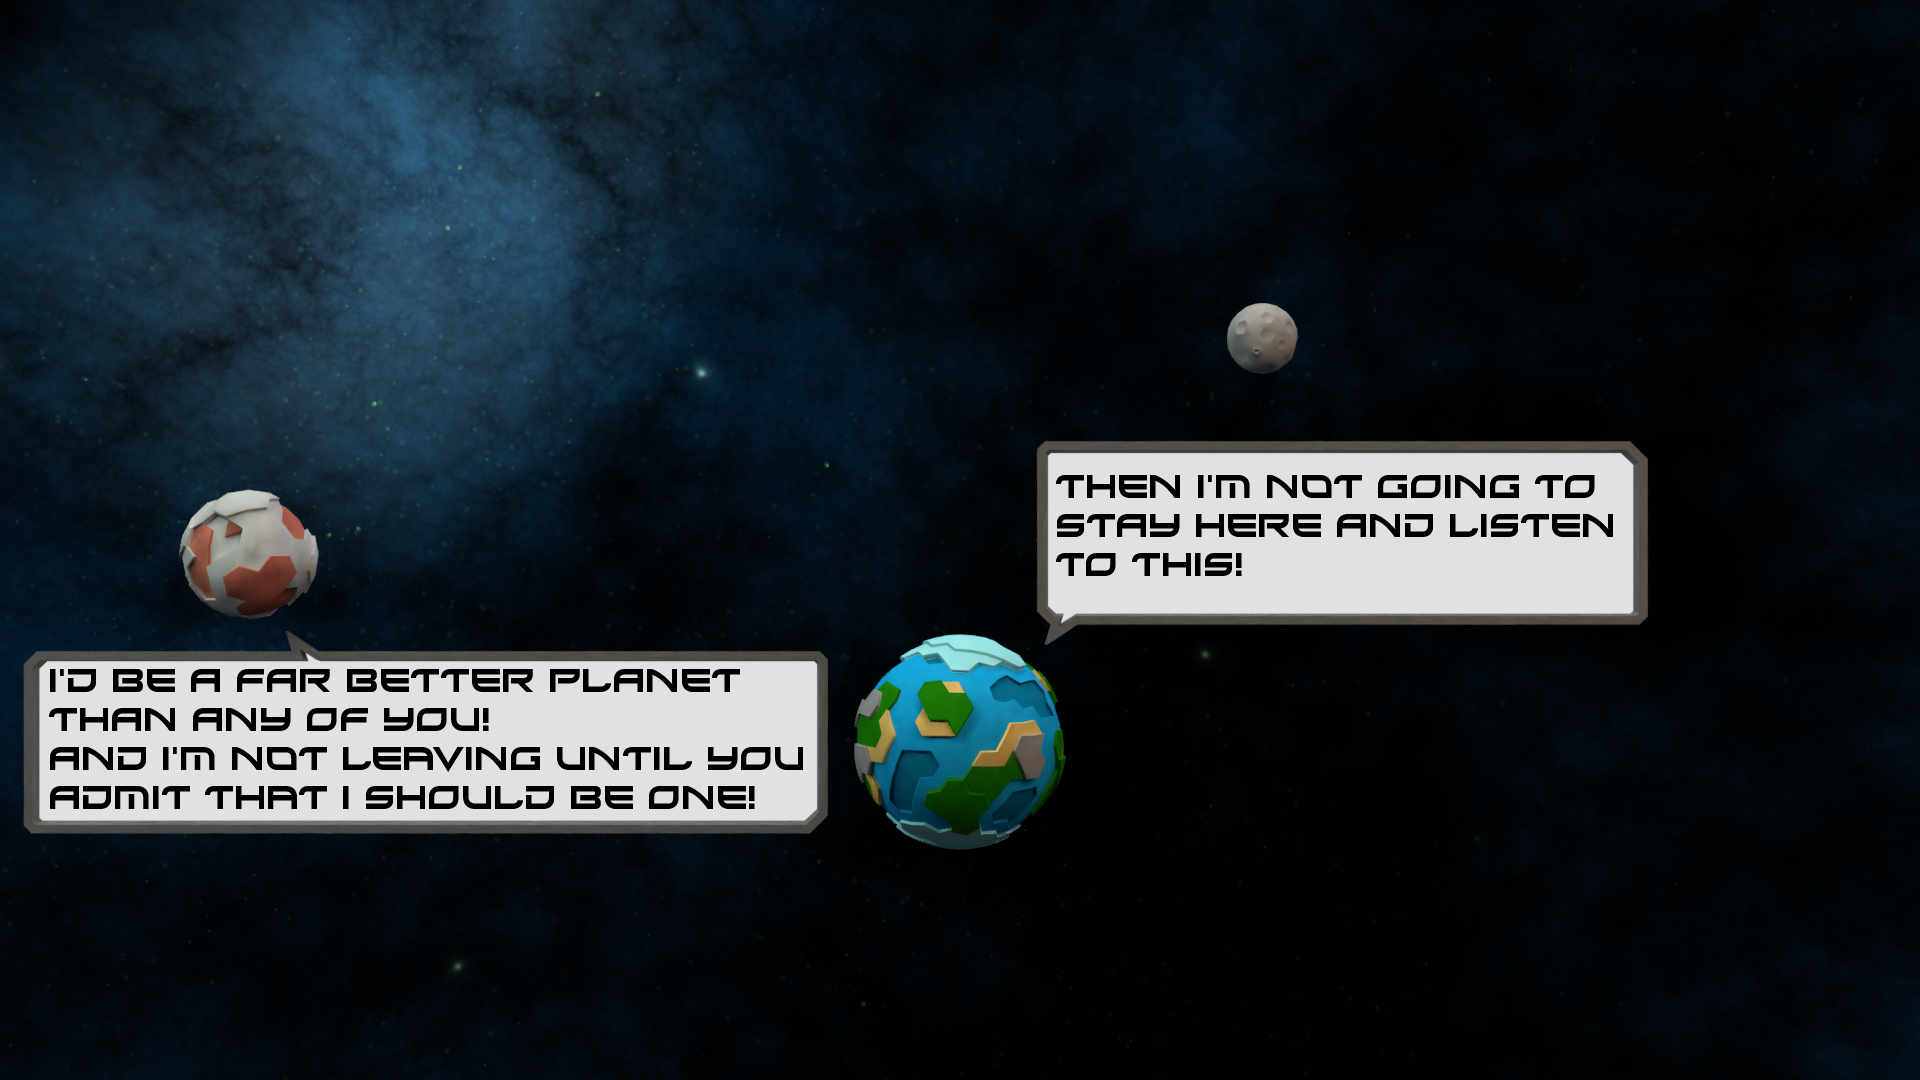 I'D BE A FAR BETTER PLANET
THAN ANY OF YOU!
AND I'M NOT LEAVING UNTIL YOU
ADMIT THAT I SHOULD BE ONE!
THEN I'M NOT GOING TO
STAY HERE AND LISTEN
TO THIS!